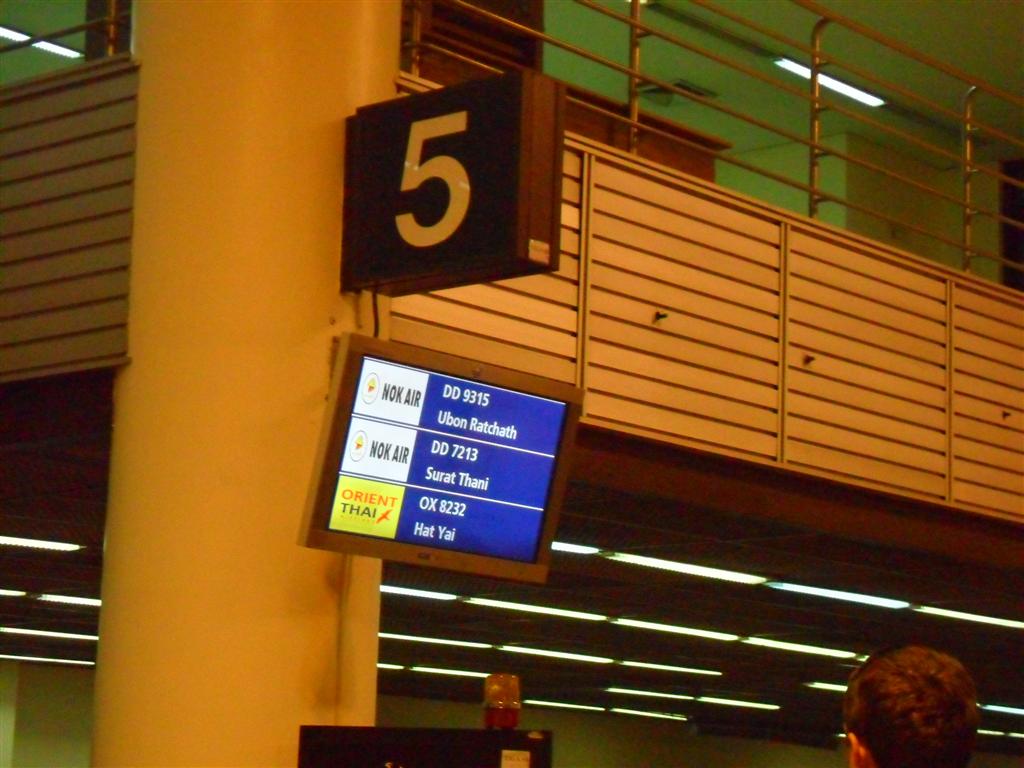 5
NOK AIR DD 9315
Ubon Ratchath
NOK AIR DD 7213
Surat Thani
ORIENT THAI OX 8232
Hat Yai